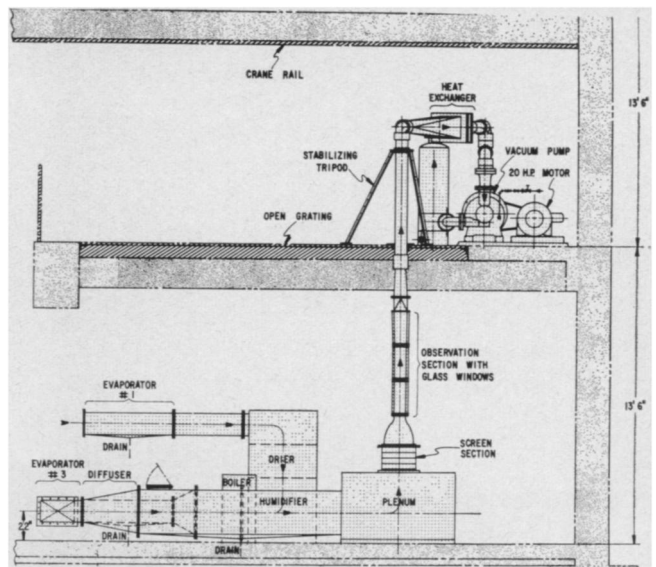 CRANE RAIL
HEAT
EXCHANGER
13' 6"
STABILIZING
TRIPOD
VACUUM PUMP
20 H.P. MOTOR
OPEN GRATING
OBSERVATION
SECTION WITH
GLASS WINDOWS
13' 6"
EVAPORATOR
# 1
DRAIN
SCREEN
SECTION
DRIER
EVAPORATOR
# 3
DIFFUSER
BOILER
HUMIDIFIER
PLENUM
22"
DRAIN
DRAIN